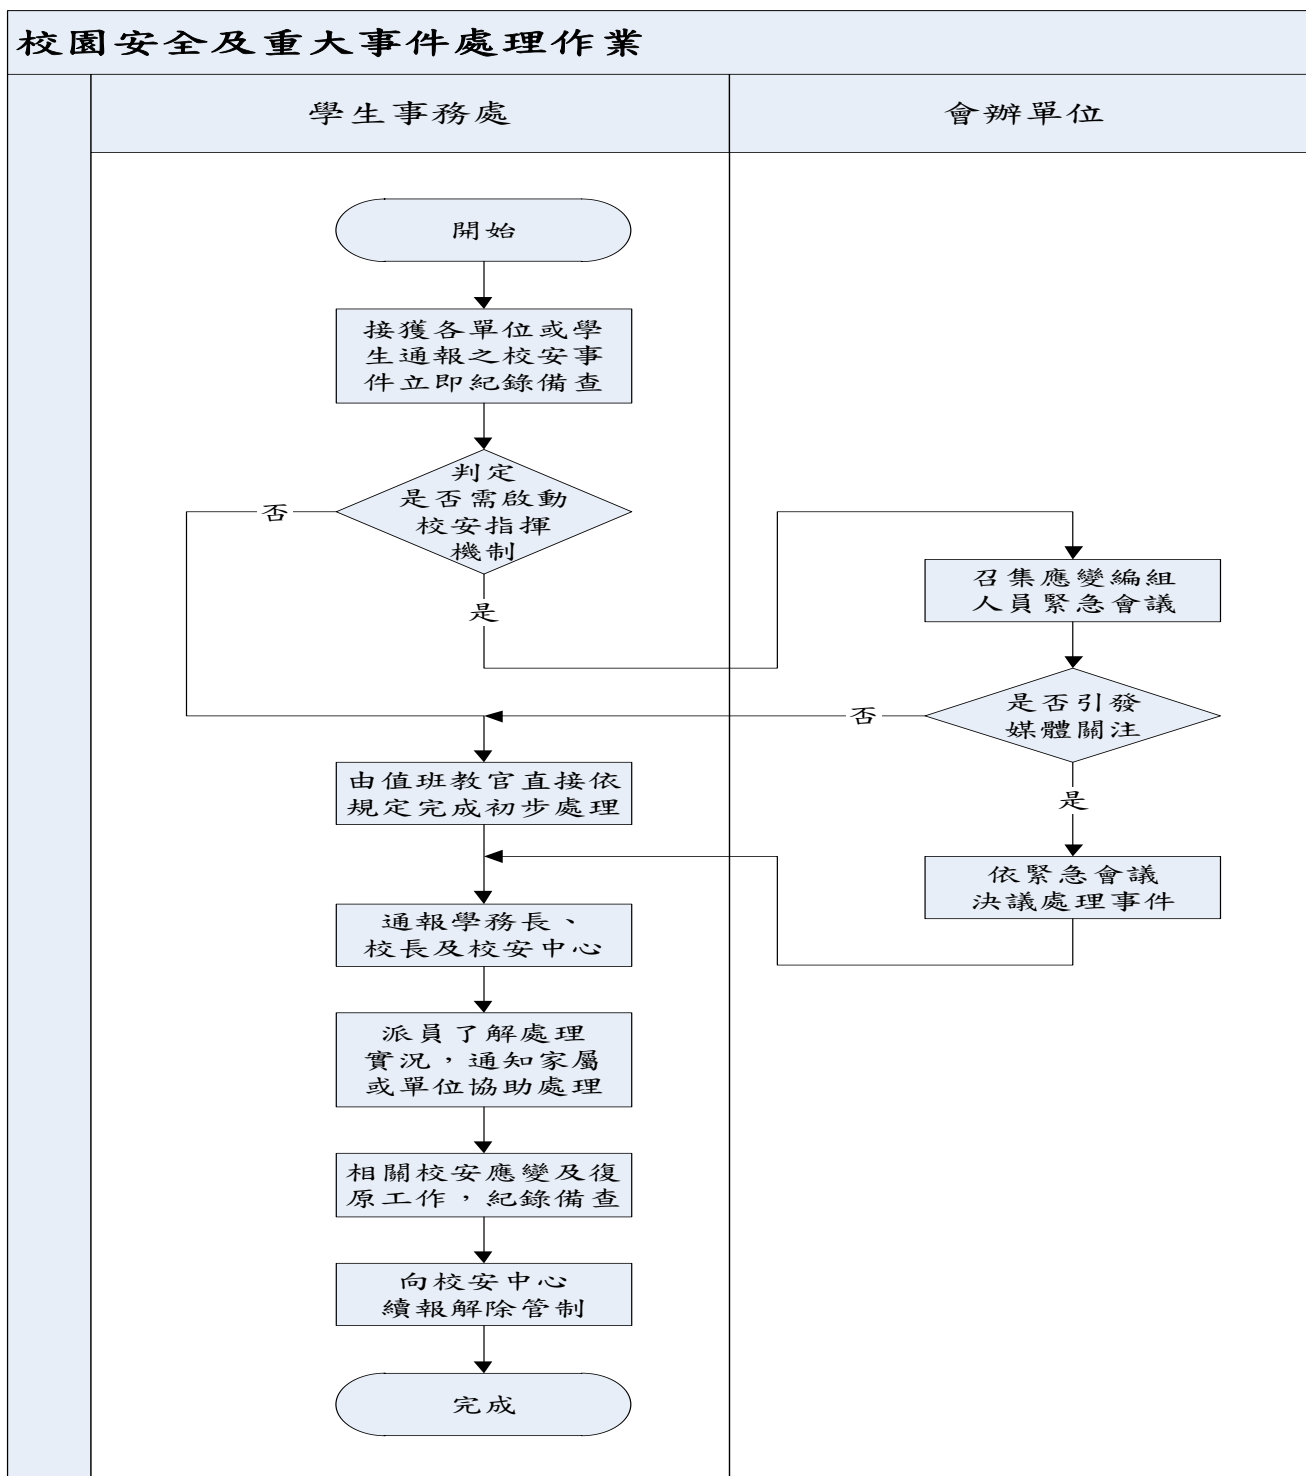 校園安全及重大事件處理作業
學生事務處
會辦單位
開始
接獲各單位或學
生通報之校安事
件立即紀錄備查
判定
是否需啟動
校安指揮
機制
否
是
召集應變編組
人員緊急會議
是否引發
媒體關注
否
是
由值班教官直接依
規定完成初步處理
依緊急會議
決議處理事件
通報學務長、
校長及校安中心
派員了解處理
實況，通知家屬
或單位協助處理
相關校安應變及復
原工作，紀錄備查
向校安中心
續報解除管制
完成